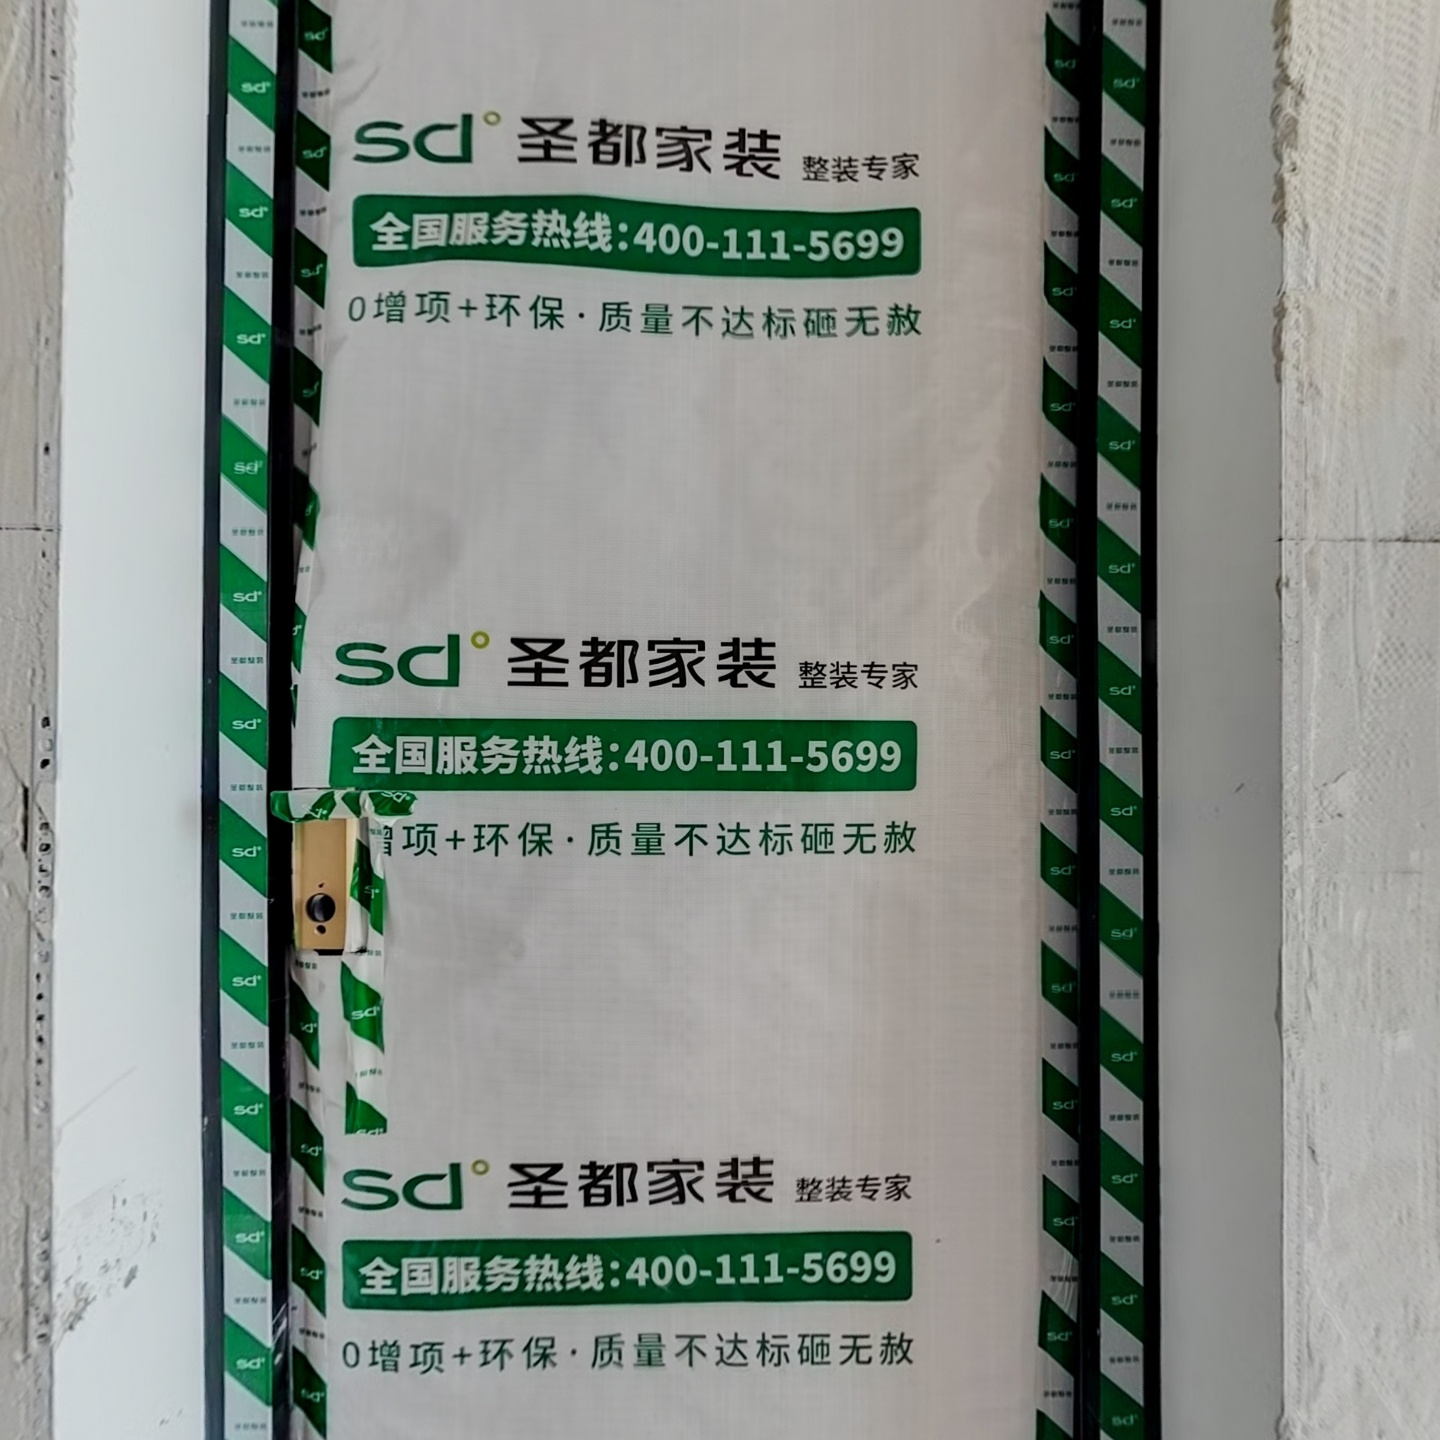 sd° 圣都家装 整装专家
全国服务热线:400-111-5699
0增项+环保·质量不达标砸无赦
sd° 圣都家装 整装专家
全国服务热线:400-111-5699
增项+环保·质量不达标砸无赦
sd° 圣都家装 整装专家
全国服务热线:400-111-5699
0增项+环保·质量不达标砸无赦